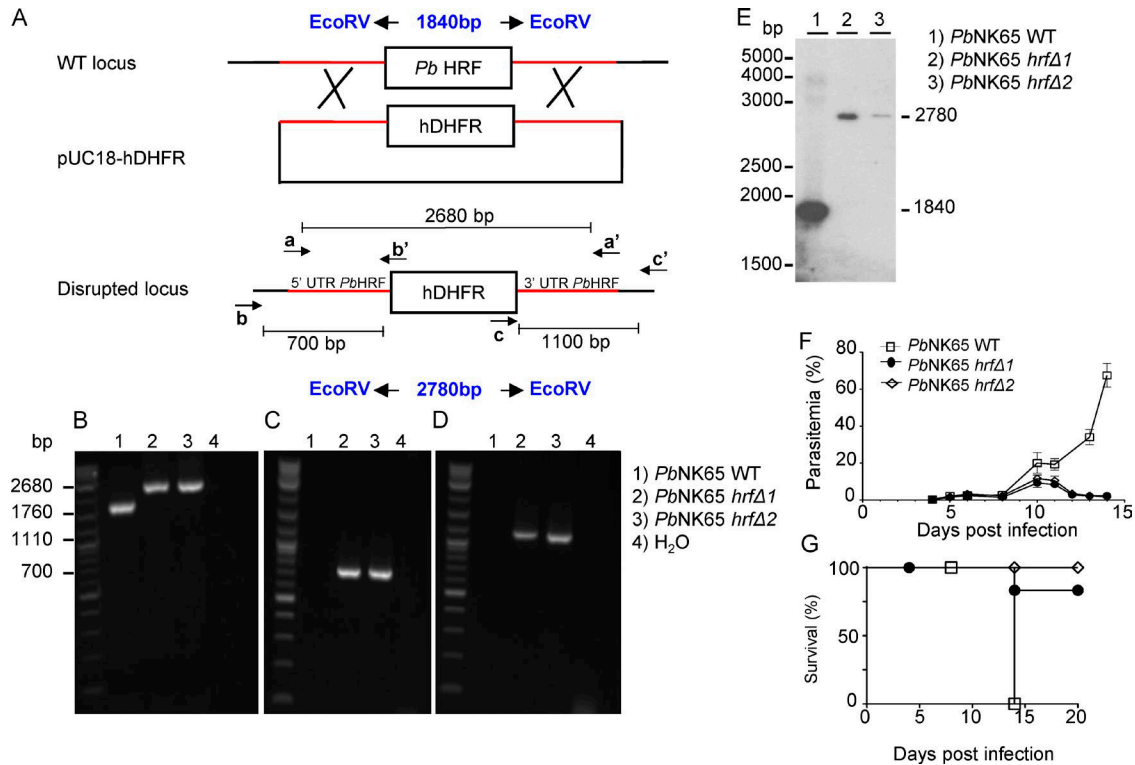 A
EcoRV 1840bp EcoRV
WT locus
Pb HRF
hDHFR
pUC18-hDHFR
2680 bp
a b' a' c'
5' UTR PbHRF hDHFR 3' UTR PbHRF
Disrupted locus
b c
700 bp 1100 bp
EcoRV 2780bp EcoRV
B C D
bp 1 2 3 4 1 2 3 4 1 2 3 4
2680
1760
1110
700
1) PbNK65 WT
2) PbNK65 hrfΔ1
3) PbNK65 hrfΔ2
4) H₂O
E
bp 1 2 3
5000
4000
3000
2500
2000
1500
2780
1840
1) PbNK65 WT
2) PbNK65 hrfΔ1
3) PbNK65 hrfΔ2
F
PbNK65 WT
PbNK65 hrfΔ1
PbNK65 hrfΔ2
Parasitemia (%)
80
60
40
20
0
0 5 10 15
Days post infection
G
Survival (%)
100
50
0
0 5 10 15 20
Days post infection